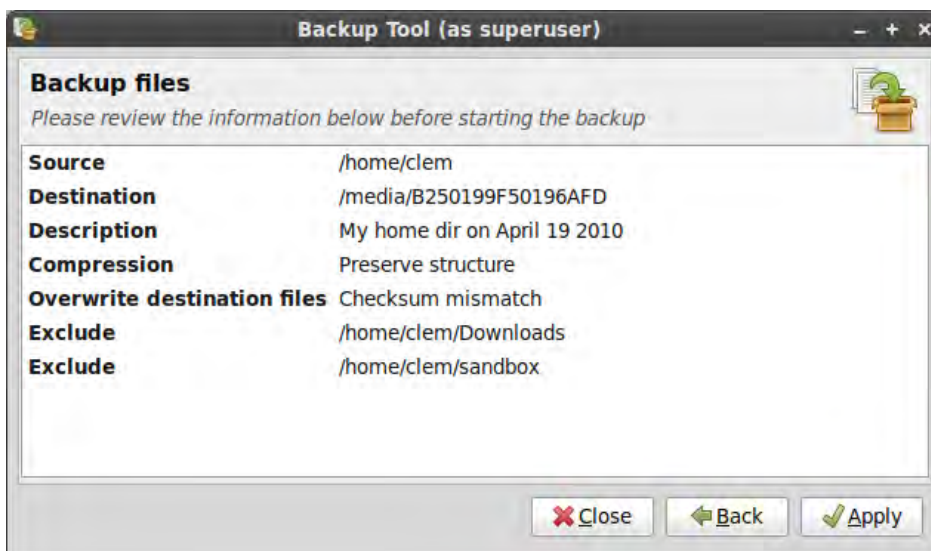 Backup Tool (as superuser)
Backup files
Please review the information below before starting the backup
Source /home/clem
Destination /media/B250199F50196AFD
Description My home dir on April 19 2010
Compression Preserve structure
Overwrite destination files Checksum mismatch
Exclude /home/clem/Downloads
Exclude /home/clem/sandbox
Close Back Apply